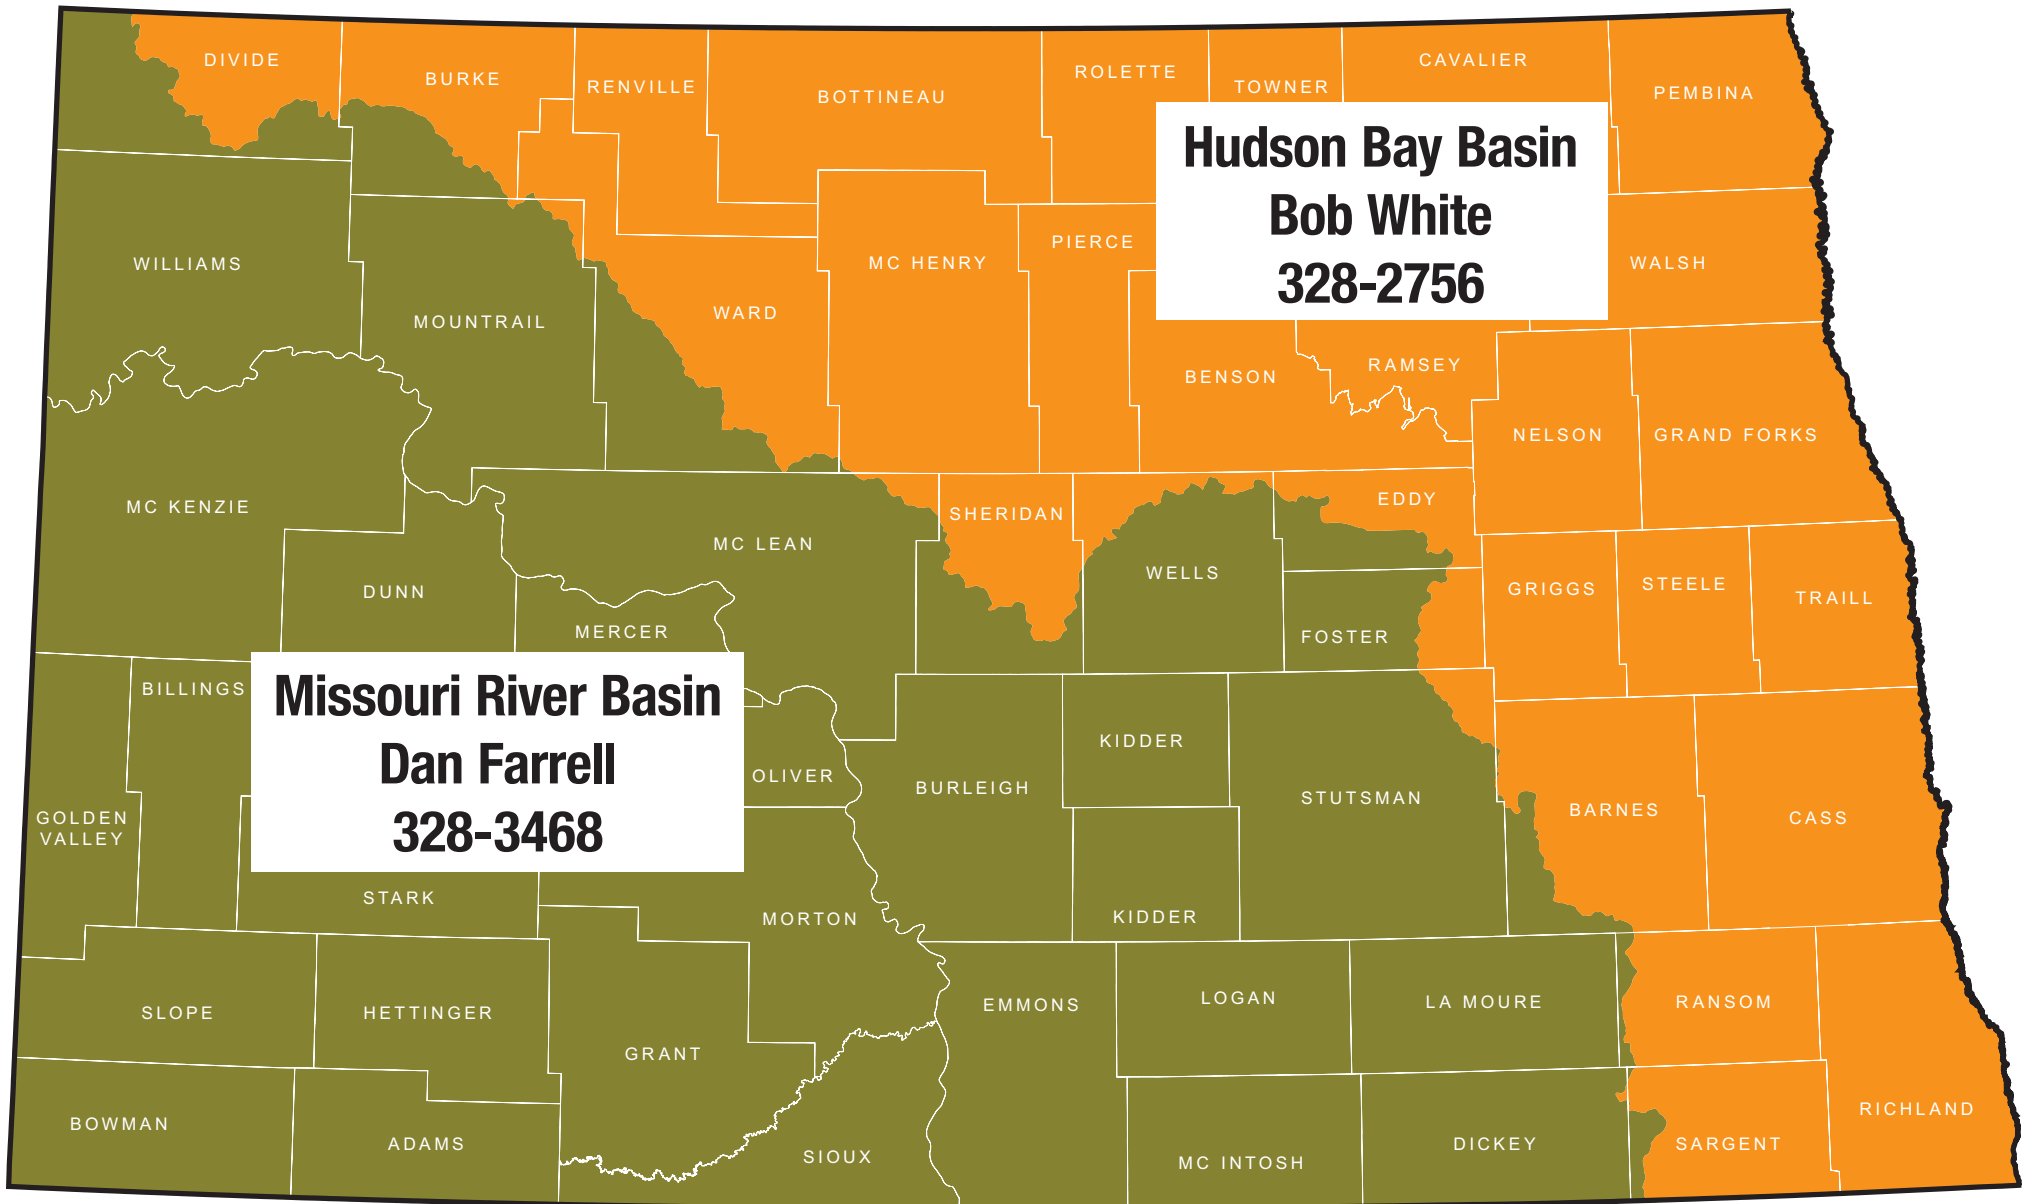 DIVIDE
BURKE
RENVILLE
BOTTINEAU
ROLETTE
TOWNER
CAVALIER
PEMBINA
Hudson Bay Basin
Bob White
328-2756
WILLIAMS
MOUNTRAIL
WARD
MC HENRY
PIERCE
WALSH
BENSON
RAMSEY
NELSON
GRAND FORKS
MC KENZIE
DUNN
MC LEAN
MERCER
SHERIDAN
WELLS
EDDY
FOSTER
GRIGGS
STEELE
TRAILL
BILLINGS
Missouri River Basin
Dan Farrell
328-3468
GOLDEN
VALLEY
OLIVER
BURLEIGH
KIDDER
STUTSMAN
BARNES
CASS
STARK
MORTON
KIDDER
SLOPE
HETTINGER
GRANT
EMMONS
LOGAN
LA MOURE
RANSOM
BOWMAN
ADAMS
SIOUX
MC INTOSH
DICKEY
SARGENT
RICHLAND